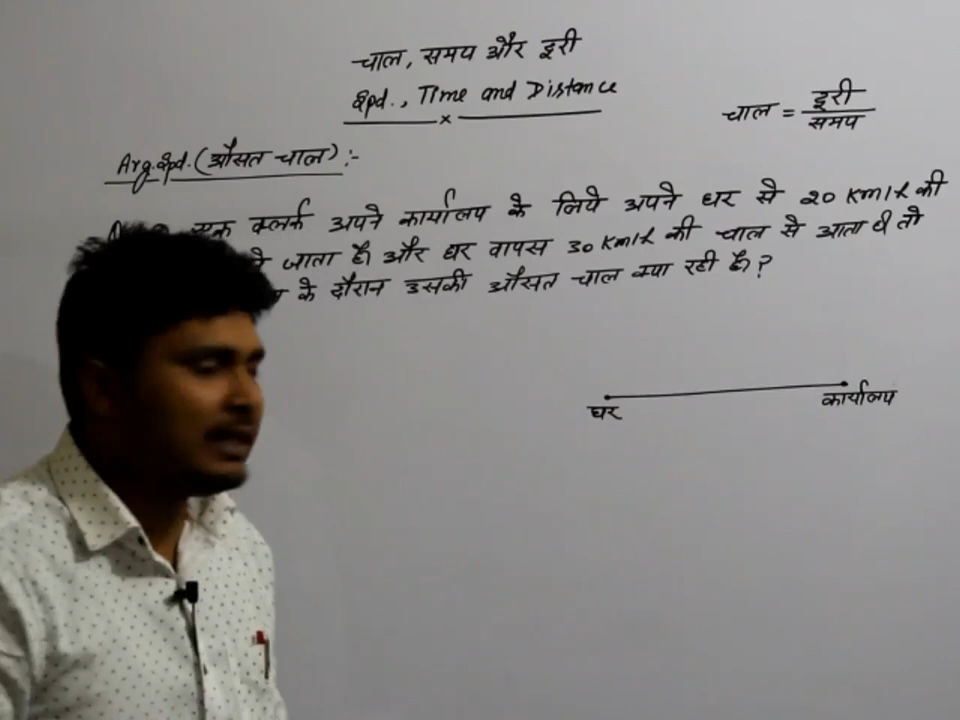 चाल, समय और दूरी
Spd., Time and Distance
x
चाल = दूरी
समय
Avg. Spd. (औसत चाल) :-
एक क्लर्क अपने कार्यालय के लिये अपने घर से 20 Km/h की
जाता है और घर वापस 30 Km/h की चाल से आता है तो
के दौरान उसकी औसत चाल क्या रही है?
घर
कार्यालय